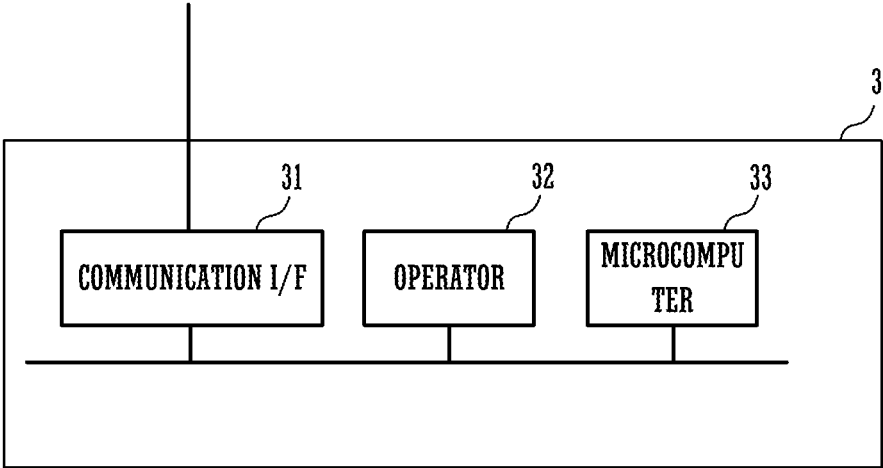 3
31
32
33
COMMUNICATION I/F
OPERATOR
MICROCOMPU
TER